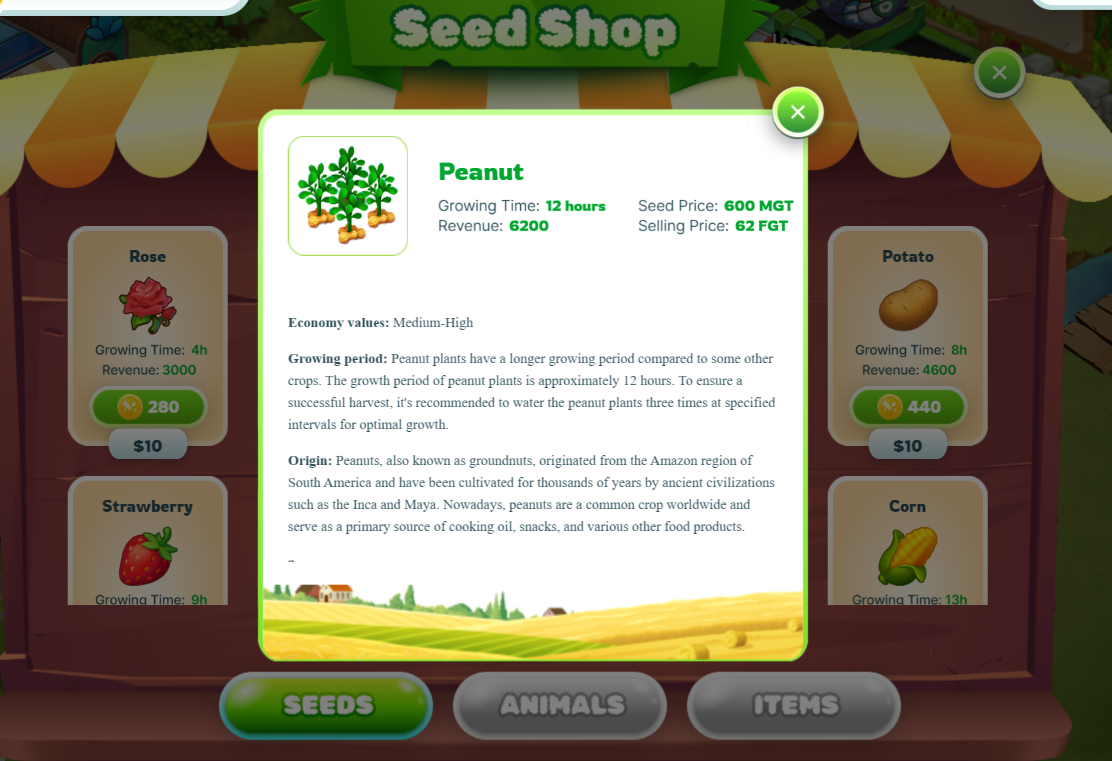 Seed Shop
Peanut
Growing Time: 12 hours
Seed Price: 600 MGT
Revenue: 6200
Selling Price: 62 FGT
Economy values: Medium-High
Growing period: Peanut plants have a longer growing period compared to some other
crops. The growth period of peanut plants is approximately 12 hours. To ensure a
successful harvest, it's recommended to water the peanut plants three times at specified
intervals for optimal growth.
Origin: Peanuts, also known as groundnuts, originated from the Amazon region of
South America and have been cultivated for thousands of years by ancient civilizations
such as the Inca and Maya. Nowadays, peanuts are a common crop worldwide and
serve as a primary source of cooking oil, snacks, and various other food products.
--
Rose
Growing Time: 4h
Revenue: 3000
280
$10
Strawberry
Growing Time: 9h
Potato
Growing Time: 8h
Revenue: 4600
440
$10
Corn
Growing Time: 13h
SEEDS
ANIMALS
ITEMS